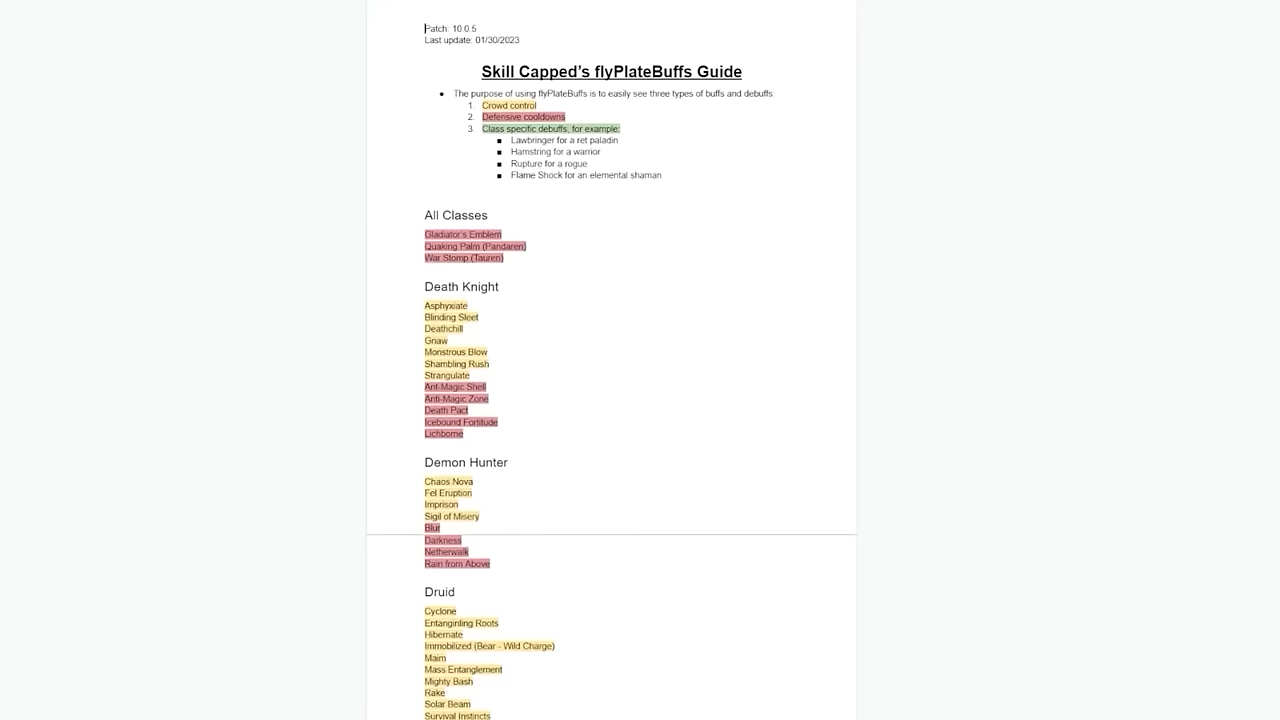 Patch: 10.0.5
Last update: 01/30/2023
Skill Capped's flyPlateBuffs Guide
● The purpose of using flyPlateBuffs is to easily see three types of buffs and debuffs:
1. Crowd control
2. Defensive cooldowns
3. Class specific debuffs, for example:
■ Lawbringer for a ret paladin
■ Hamstring for a warrior
■ Rupture for a rogue
■ Flame Shock for an elemental shaman
All Classes
Gladiator's Emblem
Quaking Palm (Pandaren)
War Stomp (Tauren)
Death Knight
Asphyxiate
Blinding Sleet
Deathchill
Gnaw
Monstrous Blow
Shambling Rush
Strangulate
Ant-Magic Shell
Anti-Magic Zone
Death Pact
Icebound Fortitude
Lichborne
Demon Hunter
Chaos Nova
Fel Eruption
Imprison
Sigil of Misery
Blur
Darkness
Netherwalk
Rain from Above
Druid
Cyclone
Entanginling Roots
Hibernate
Immobilized (Bear - Wild Charge)
Maim
Mass Entanglement
Mighty Bash
Rake
Solar Beam
Survival Instincts